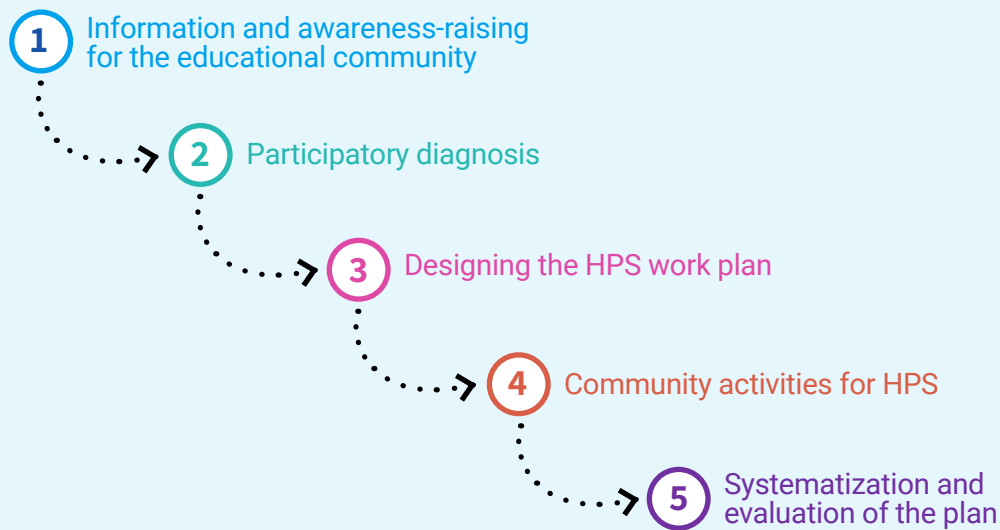 1
Information and awareness-raising
for the educational community
2
Participatory diagnosis
3
Designing the HPS work plan
4
Community activities for HPS
5
Systematization and
evaluation of the plan